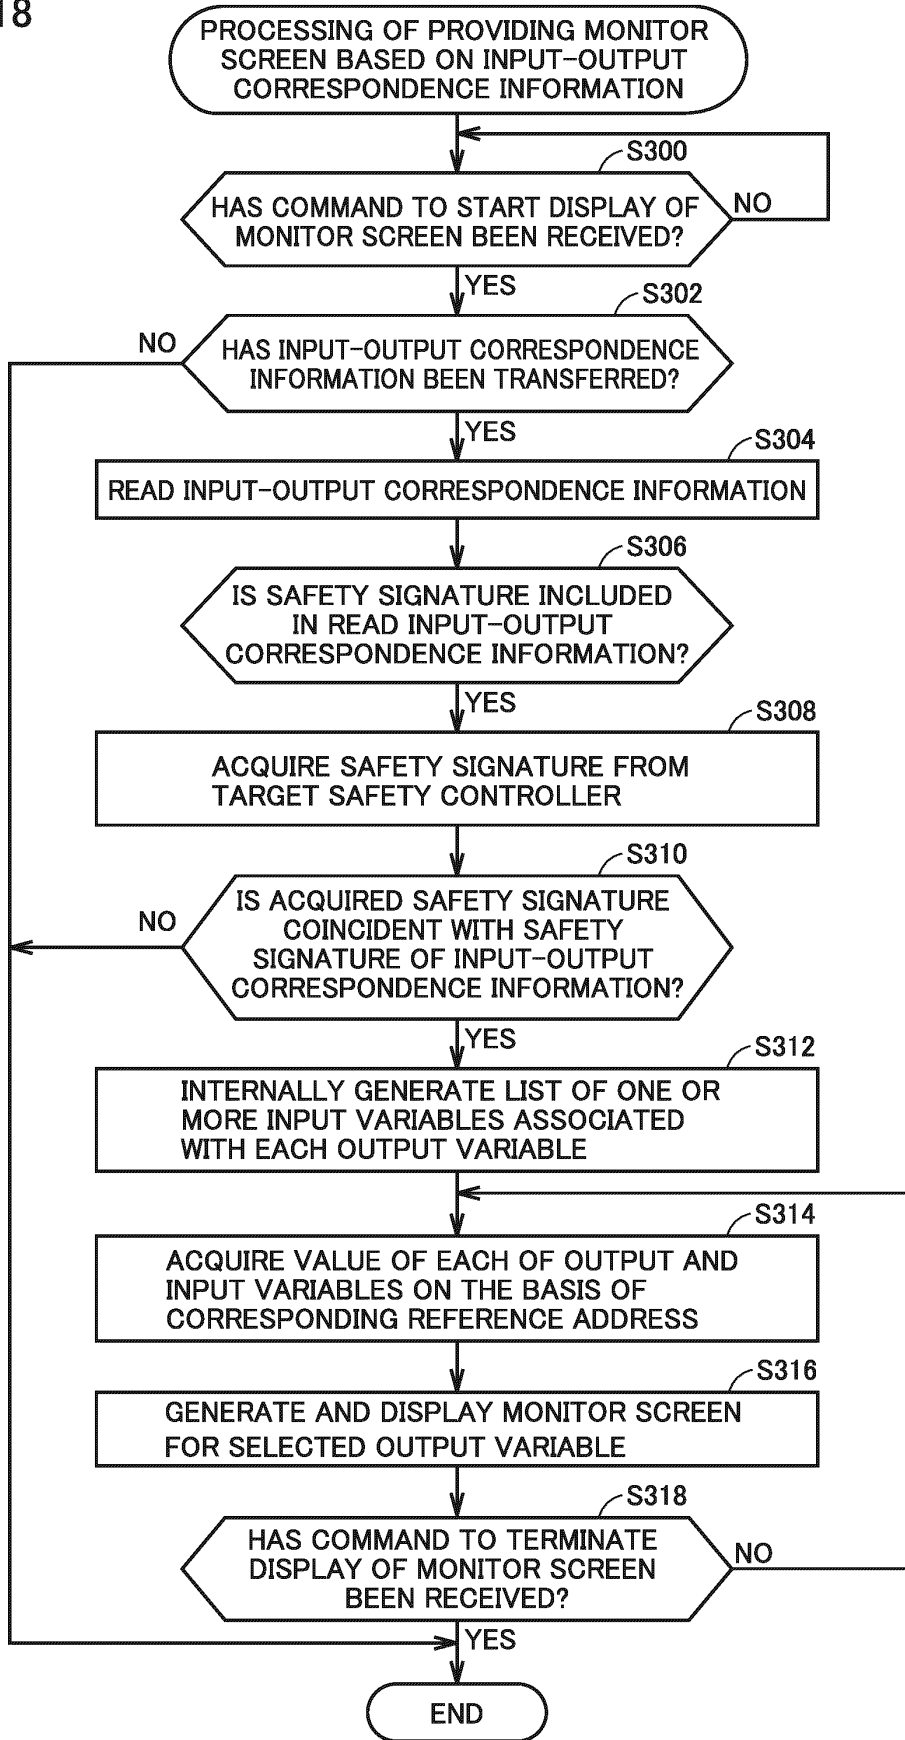 18
PROCESSING OF PROVIDING MONITOR
SCREEN BASED ON INPUT-OUTPUT
CORRESPONDENCE INFORMATION
S300
HAS COMMAND TO START DISPLAY OF
MONITOR SCREEN BEEN RECEIVED?
NO
YES
S302
NO
HAS INPUT-OUTPUT CORRESPONDENCE
INFORMATION BEEN TRANSFERRED?
YES
S304
READ INPUT-OUTPUT CORRESPONDENCE INFORMATION
S306
IS SAFETY SIGNATURE INCLUDED
IN READ INPUT-OUTPUT
CORRESPONDENCE INFORMATION?
YES
S308
ACQUIRE SAFETY SIGNATURE FROM
TARGET SAFETY CONTROLLER
S310
NO
IS ACQUIRED SAFETY SIGNATURE
COINCIDENT WITH SAFETY
SIGNATURE OF INPUT-OUTPUT
CORRESPONDENCE INFORMATION?
YES
S312
INTERNALLY GENERATE LIST OF ONE OR
MORE INPUT VARIABLES ASSOCIATED
WITH EACH OUTPUT VARIABLE
S314
ACQUIRE VALUE OF EACH OF OUTPUT AND
INPUT VARIABLES ON THE BASIS OF
CORRESPONDING REFERENCE ADDRESS
S316
GENERATE AND DISPLAY MONITOR SCREEN
FOR SELECTED OUTPUT VARIABLE
S318
HAS COMMAND TO TERMINATE
DISPLAY OF MONITOR SCREEN
BEEN RECEIVED?
NO
YES
END